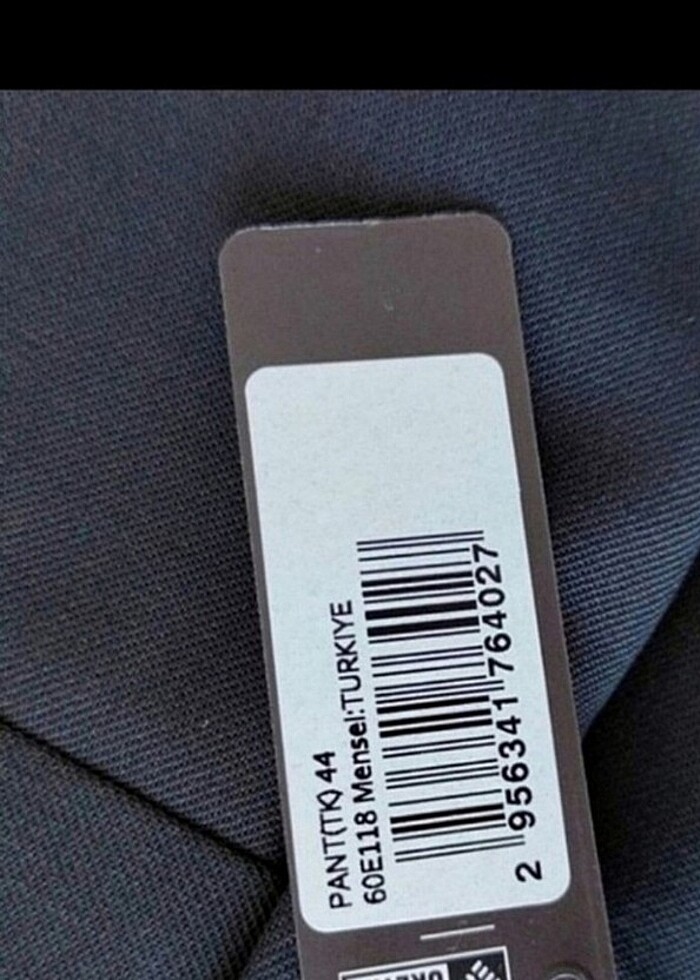 PANT(TK) 44
60E118 MenseI:TURKIYE
2 956341 764027